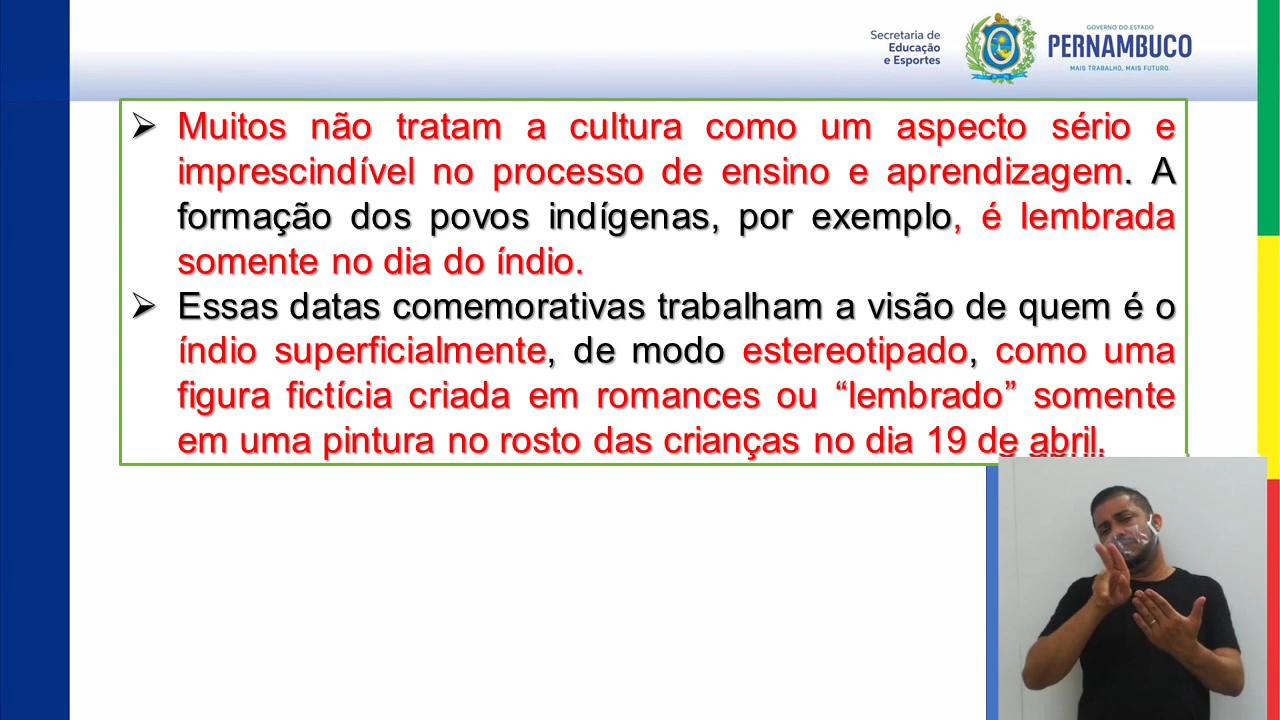 Secretaria de
Educação
e Esportes
GOVERNO DO ESTADO
PERNAMBUCO
MAIS TRABALHO, MAIS FUTURO.
➢ Muitos não tratam a cultura como um aspecto sério e
imprescindível no processo de ensino e aprendizagem. A
formação dos povos indígenas, por exemplo, é lembrada
somente no dia do índio.
➢ Essas datas comemorativas trabalham a visão de quem é o
índio superficialmente, de modo estereotipado, como uma
figura fictícia criada em romances ou “lembrado” somente
em uma pintura no rosto das crianças no dia 19 de abril.